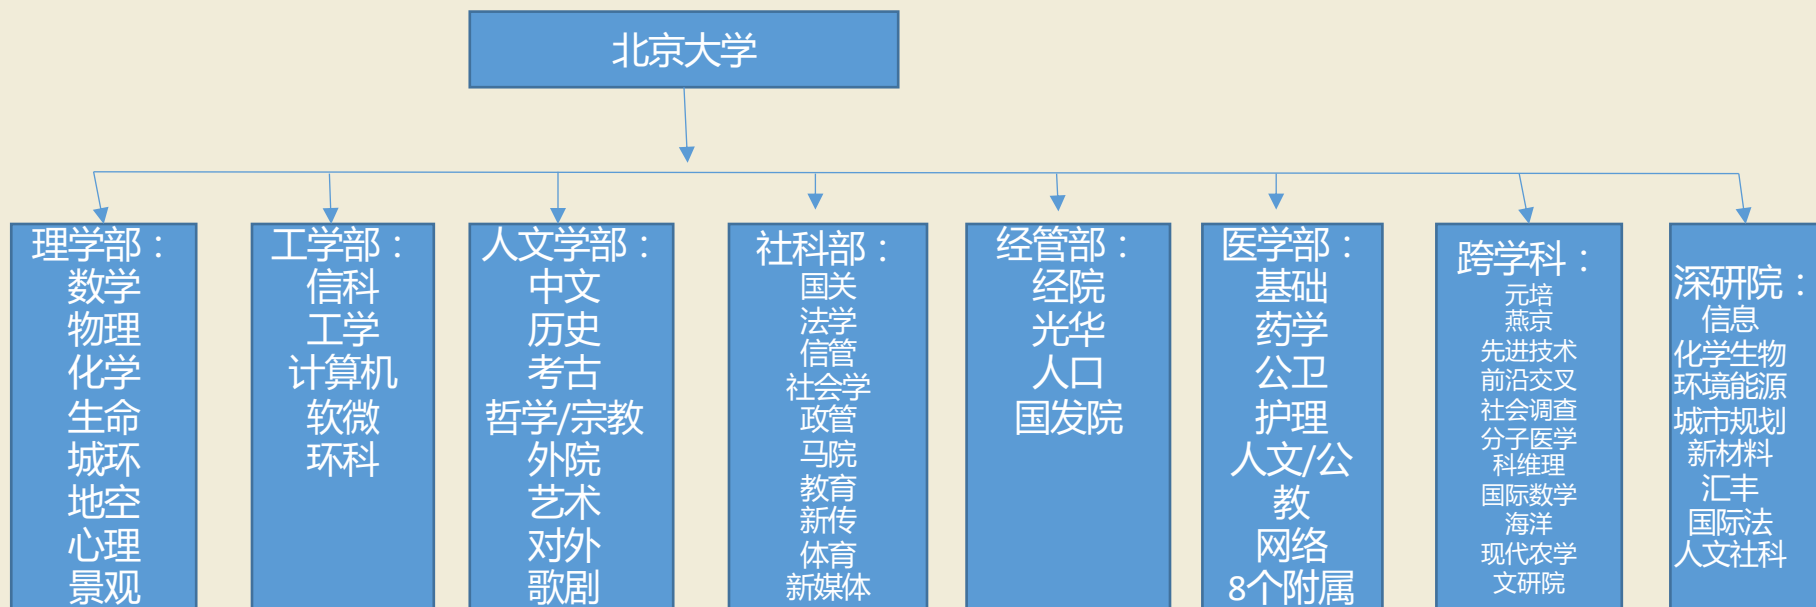 北京大学
理学部：
数学
物理
化学
生命
城环
地空
心理
景观
工学部：
信科
工学
计算机
软微
环科
人文学部：
中文
历史
考古
哲学/宗教
外院
艺术
对外
歌剧
社科部：
国关
法学
信管
社会学
政管
马院
教育
新传
体育
新媒体
经管部：
经院
光华
人口
国发院
医学部：
基础
药学
公卫
护理
人文/公
教
网络
8个附属
跨学科：
元培
燕京
先进技术
前沿交叉
社会调查
分子医学
科维理
国际数学
海洋
现代农学
文研院
深研院：
信息
化学生物
环境能源
城市规划
新材料
汇丰
国际法
人文社科